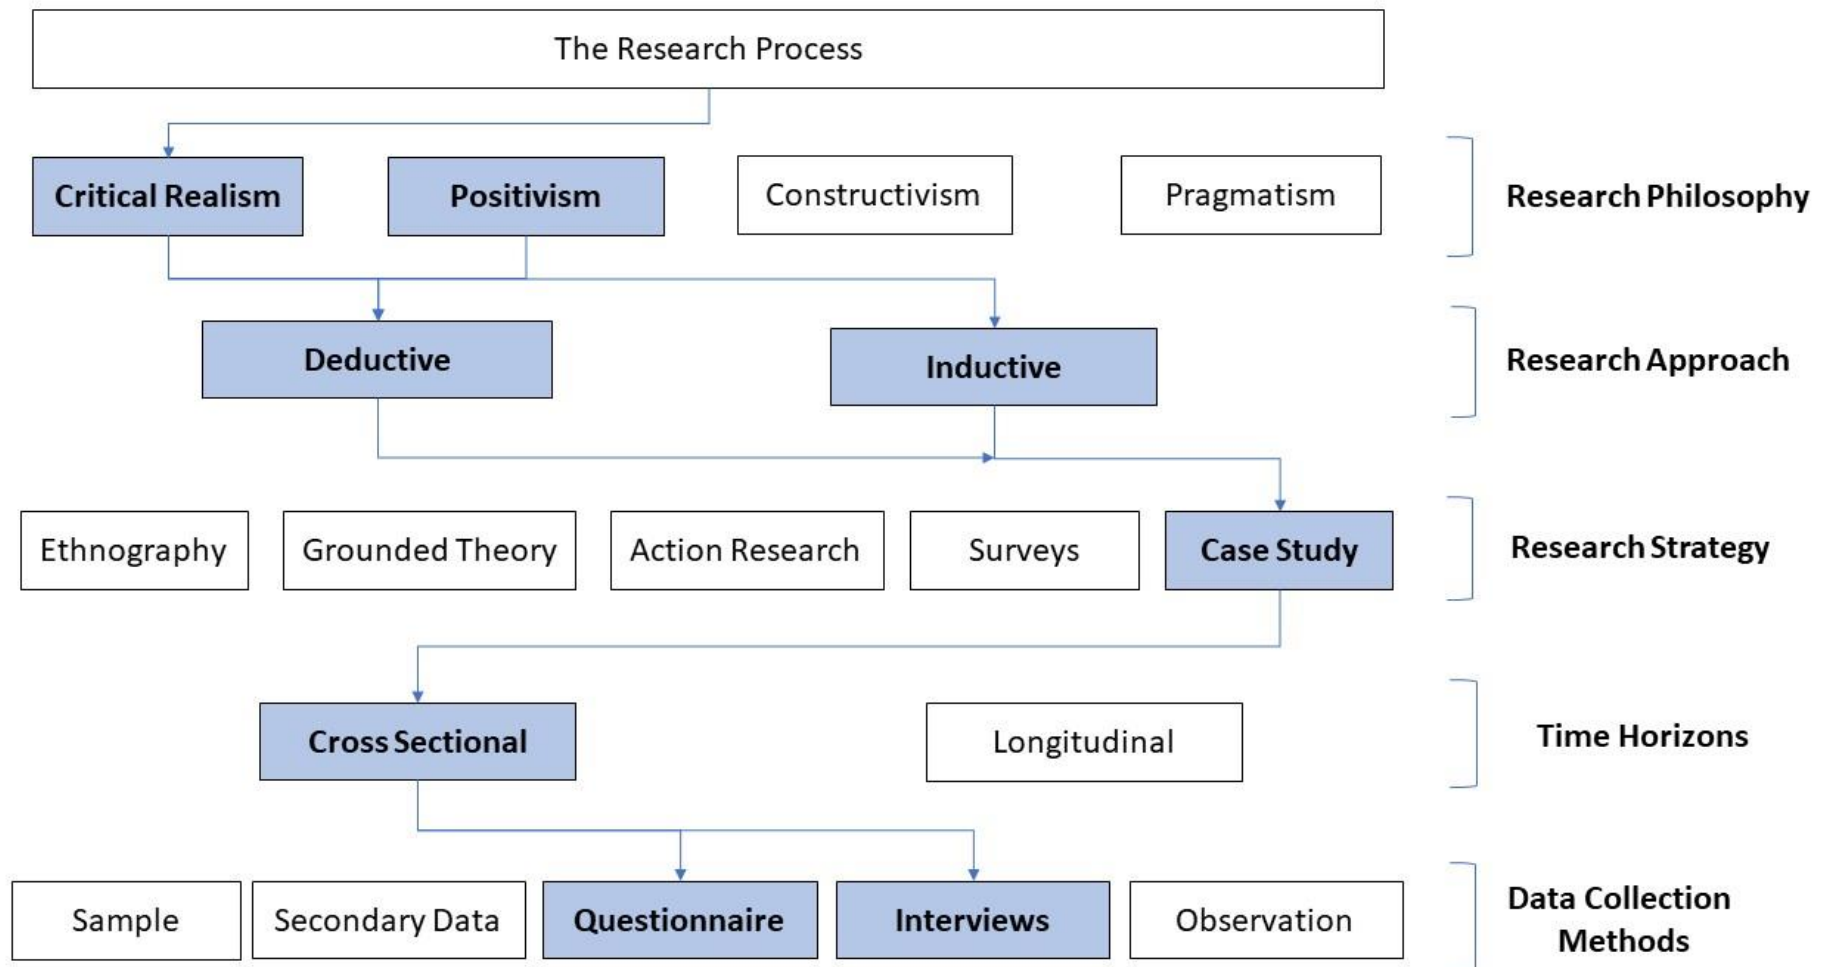 The Research Process
Critical Realism
Positivism
Constructivism
Pragmatism
Research Philosophy
Deductive
Inductive
Research Approach
Ethnography
Grounded Theory
Action Research
Surveys
Case Study
Research Strategy
Cross Sectional
Longitudinal
Time Horizons
Sample
Secondary Data
Questionnaire
Interviews
Observation
Data Collection
Methods